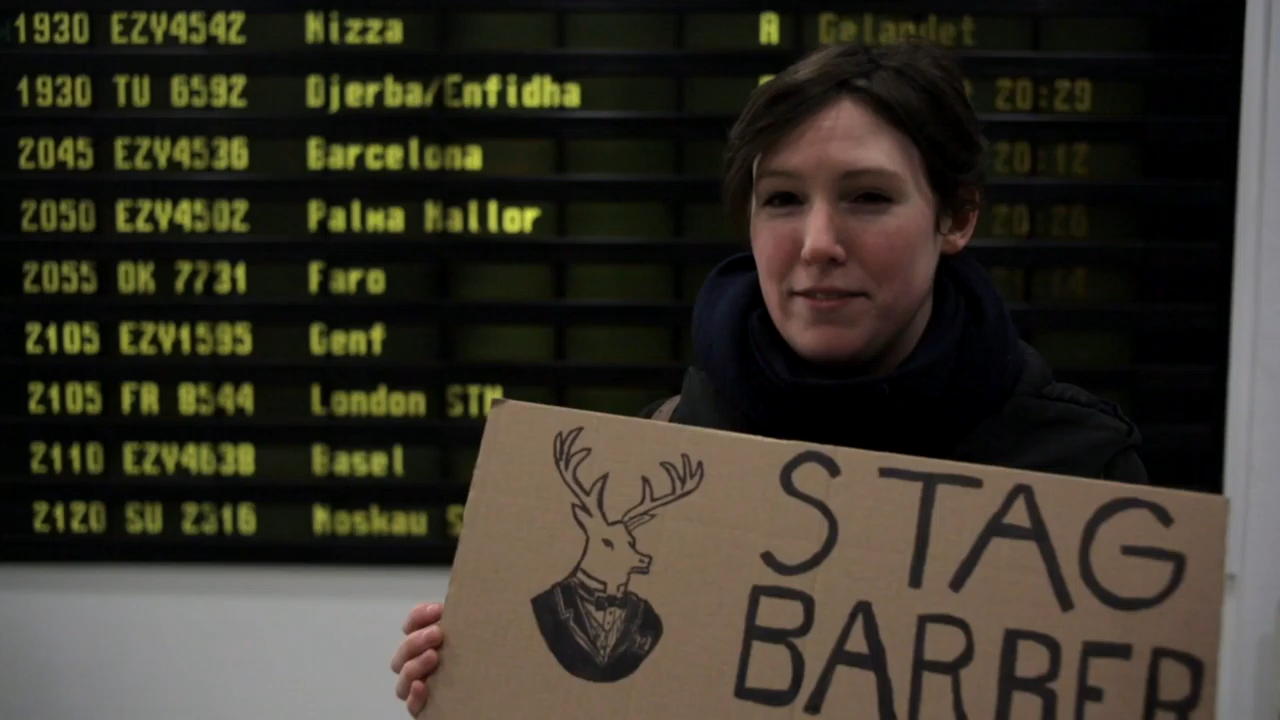 1930 EZY4542 Nizza A Gelandet
1930 TU 6592 Djerba/Enfidha 20:29
2045 EZY4536 Barcelona 20:12
2050 EZY4502 Palma Mallor
2055 OK 7731 Faro
2105 EZY1595 Genf
2105 FR 8544 London STN
2110 EZY4638 Basel
2120 SU 2316 Moskau
STAG
BARBER